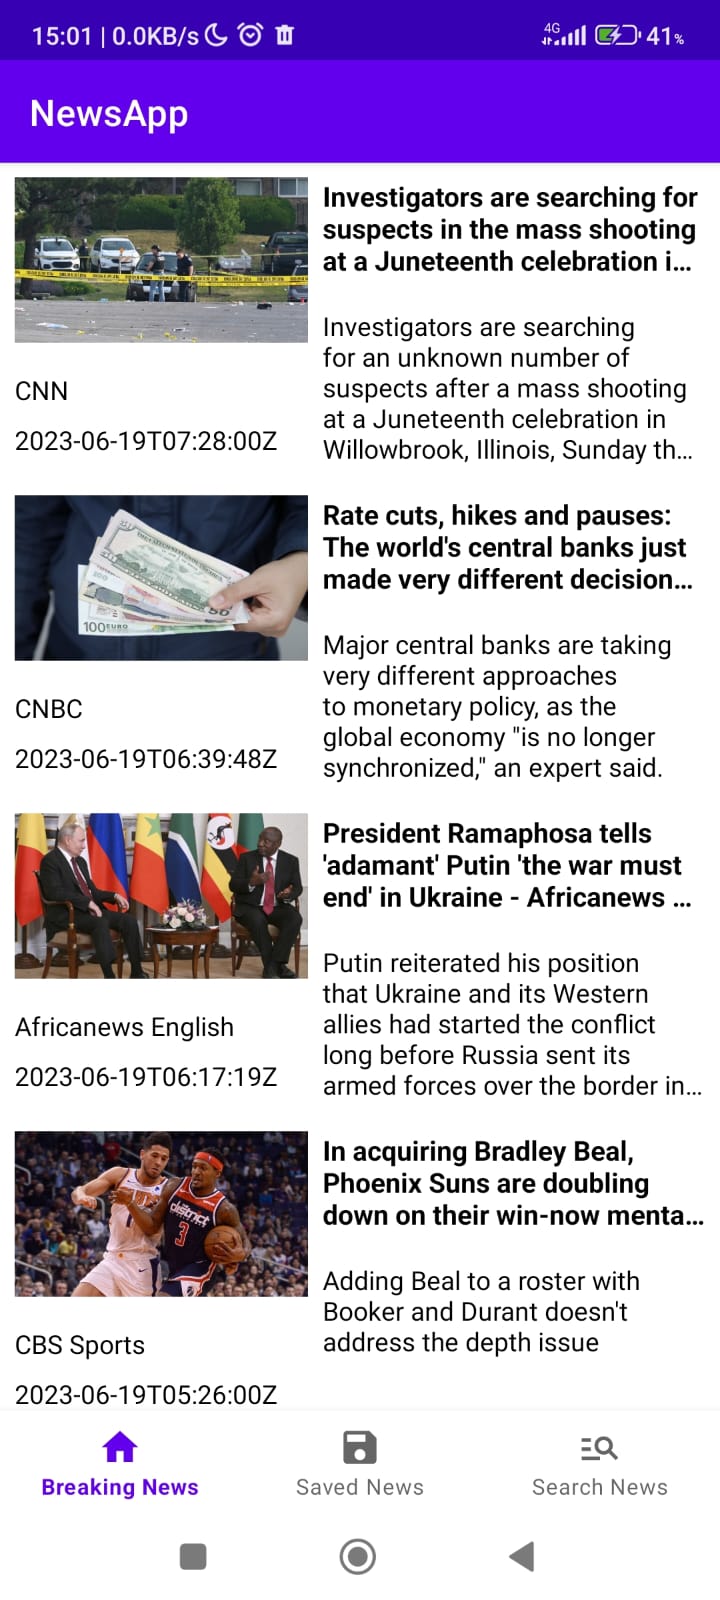 15:01 | 0.0KB/s
4G
41%
NewsApp
Investigators are searching for
suspects in the mass shooting
at a Juneteenth celebration i...
Investigators are searching
for an unknown number of
suspects after a mass shooting
at a Juneteenth celebration in
Willowbrook, Illinois, Sunday th...
CNN
2023-06-19T07:28:00Z
Rate cuts, hikes and pauses:
The world's central banks just
made very different decision...
Major central banks are taking
very different approaches
to monetary policy, as the
global economy "is no longer
synchronized," an expert said.
50
100 EURO
CNBC
2023-06-19T06:39:48Z
President Ramaphosa tells
'adamant' Putin 'the war must
end' in Ukraine - Africanews ...
Putin reiterated his position
that Ukraine and its Western
allies had started the conflict
long before Russia sent its
armed forces over the border in...
Africanews English
2023-06-19T06:17:19Z
In acquiring Bradley Beal,
Phoenix Suns are doubling
down on their win-now menta...
Adding Beal to a roster with
Booker and Durant doesn't
address the depth issue
district
3
CBS Sports
2023-06-19T05:26:00Z
Breaking News
Saved News
Search News